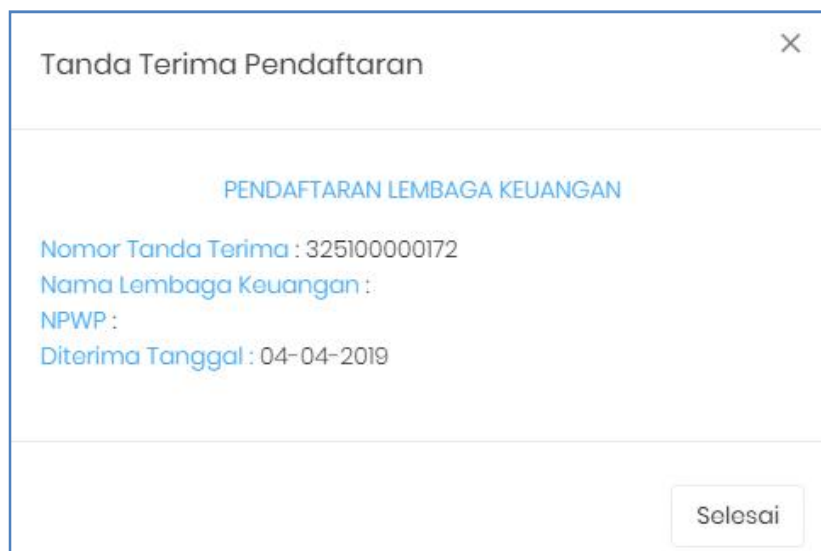 Tanda Terima Pendaftaran
PENDAFTARAN LEMBAGA KEUANGAN
Nomor Tanda Terima : 325100000172
Nama Lembaga Keuangan :
NPWP :
Diterima Tanggal : 04-04-2019
Selesai